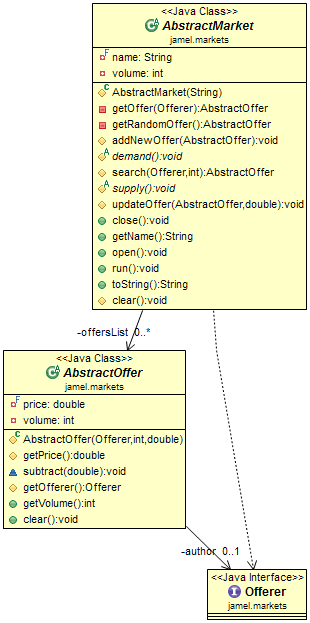 <<Java Class>>
AbstractMarket
jamel.markets
name: String
volume: int
AbstractMarket(String)
getOffer(Offerer):AbstractOffer
getRandomOffer():AbstractOffer
addNewOffer(AbstractOffer):void
demand():void
search(Offerer,int):AbstractOffer
supply():void
updateOffer(AbstractOffer,double):void
close():void
getName():String
open():void
run():void
toString():String
clear():void
-offersList 0..*
<<Java Class>>
AbstractOffer
jamel.markets
price: double
volume: int
AbstractOffer(Offerer,int,double)
getPrice():double
subtract(double):void
getOfferer():Offerer
getVolume():int
clear():void
-author 0..1
<<Java Interface>>
Offerer
jamel.markets